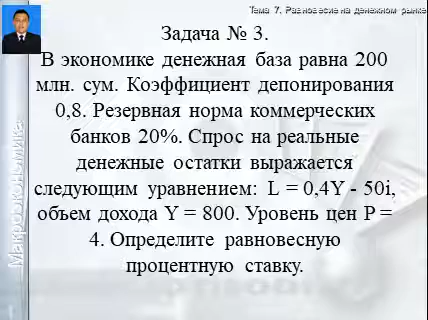 Тема 7. Равновесие на денежном рынке
Задача № 3.
В экономике денежная база равна 200
млн. сум. Коэффициент депонирования
0,8. Резервная норма коммерческих
банков 20%. Спрос на реальные
денежные остатки выражается
следующим уравнением: L = 0,4Y - 50i,
объем дохода Y = 800. Уровень цен P =
4. Определите равновесную
процентную ставку.
Макроэкономика